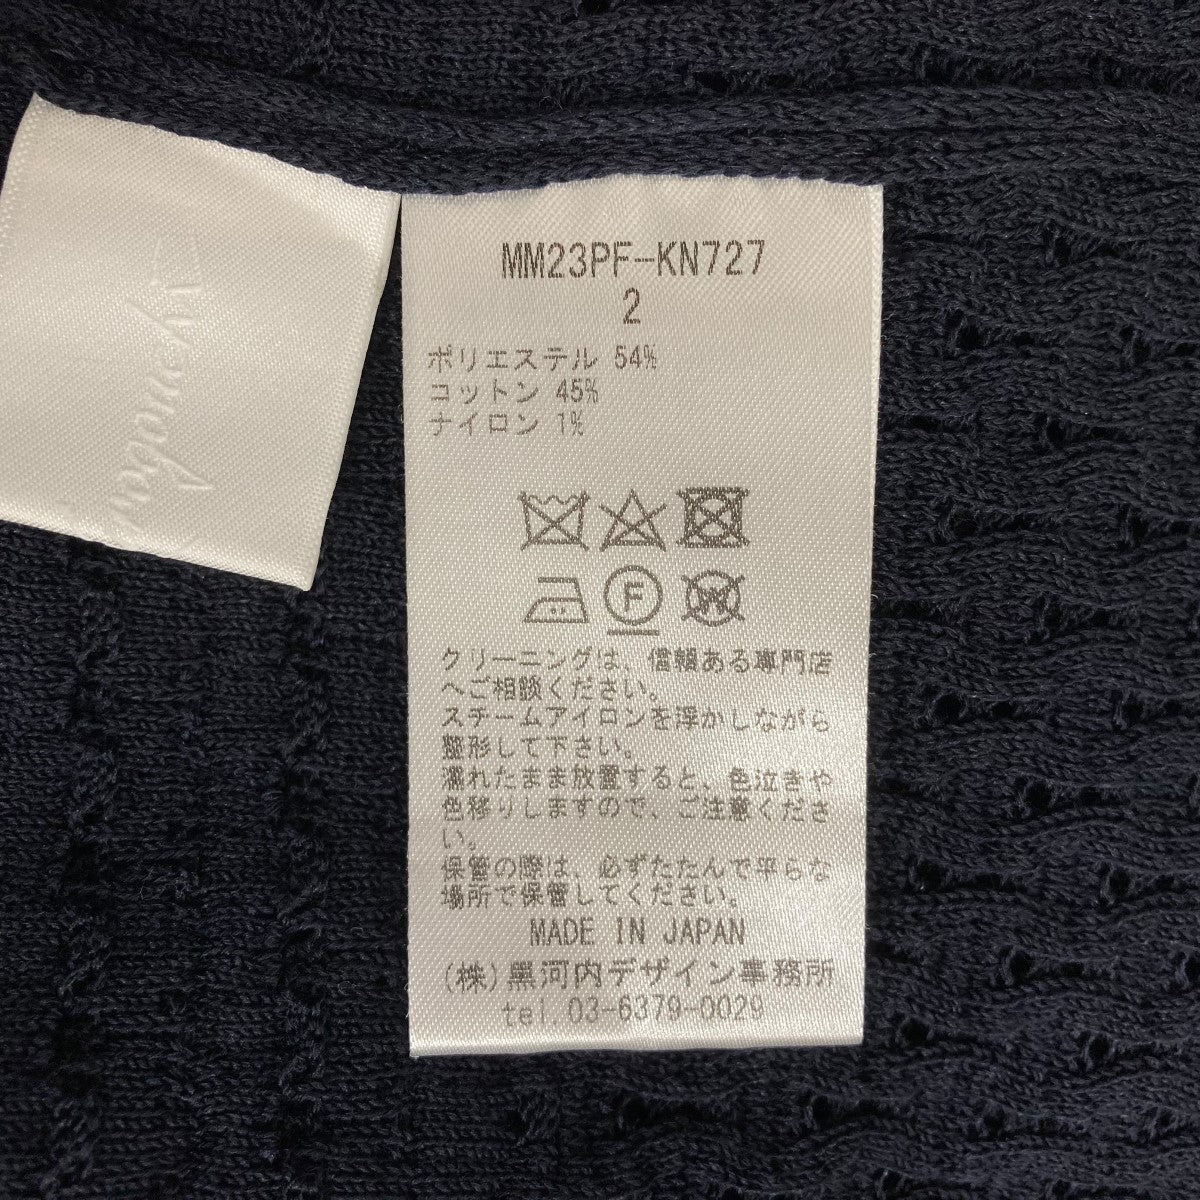 MM23PF-KN727
2
ポリエステル 54%
コットン 45%
ナイロン 1%
F
W
クリーニングは、信頼ある専門店
へご相談ください。
スチームアイロンを浮かしながら
整形して下さい。
濡れたまま放置すると、色泣きや
色移りしますので、ご注意くださ
い。
保管の際は、必ずたたんで平らな
場所で保管してください。
MADE IN JAPAN
(株)黒河内デザイン事務所
tel.03-6379-0029